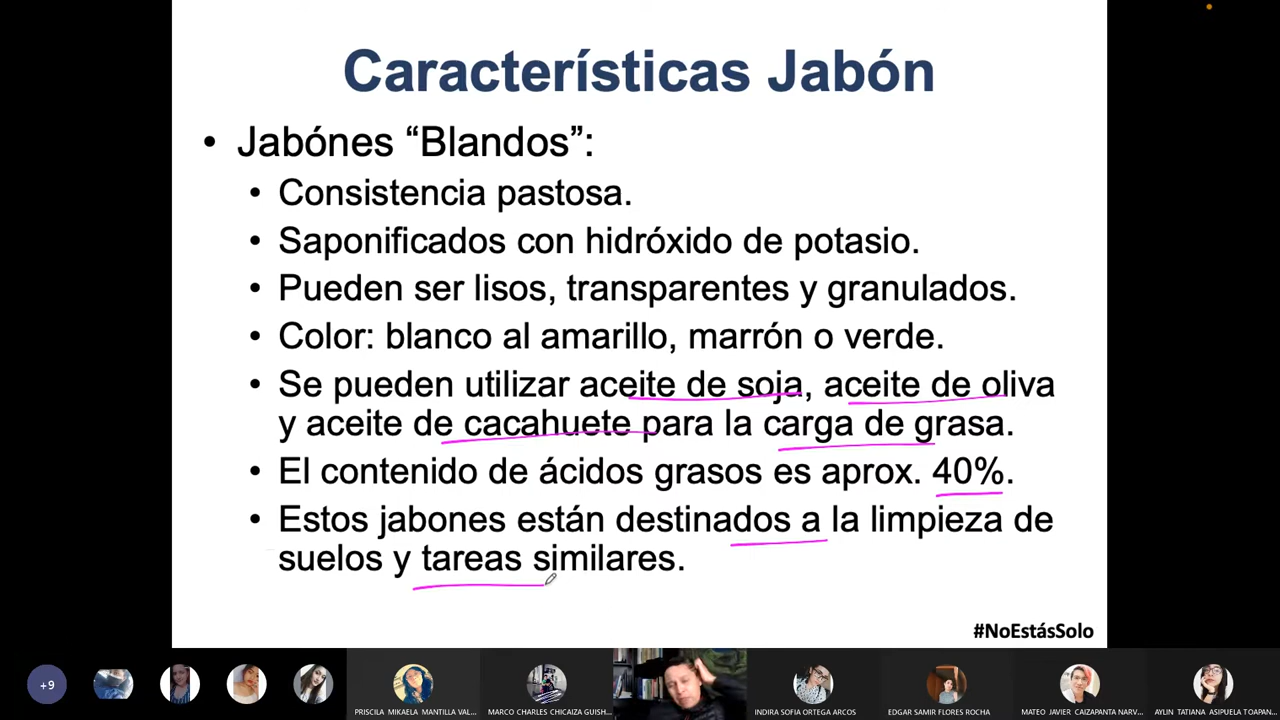 Características Jabón
• Jabónes “Blandos”:
• Consistencia pastosa.
• Saponificados con hidróxido de potasio.
• Pueden ser lisos, transparentes y granulados.
• Color: blanco al amarillo, marrón o verde.
• Se pueden utilizar aceite de soja, aceite de oliva
y aceite de cacahuete para la carga de grasa.
• El contenido de ácidos grasos es aprox. 40%.
• Estos jabones están destinados a la limpieza de
suelos y tareas similares.
#NoEstásSolo
+9
PRISCILA MIKAELA MANTILLA VAL...
MARCO CHARLES CHICAIZA GUISH...
INDIRA SOFIA ORTEGA ARCOS
EDGAR SAMIR FLORES ROCHA
MATEO JAVIER CAIZAPANTA NARV...
AYLIN TATIANA ASIPUELA TOAPAN...